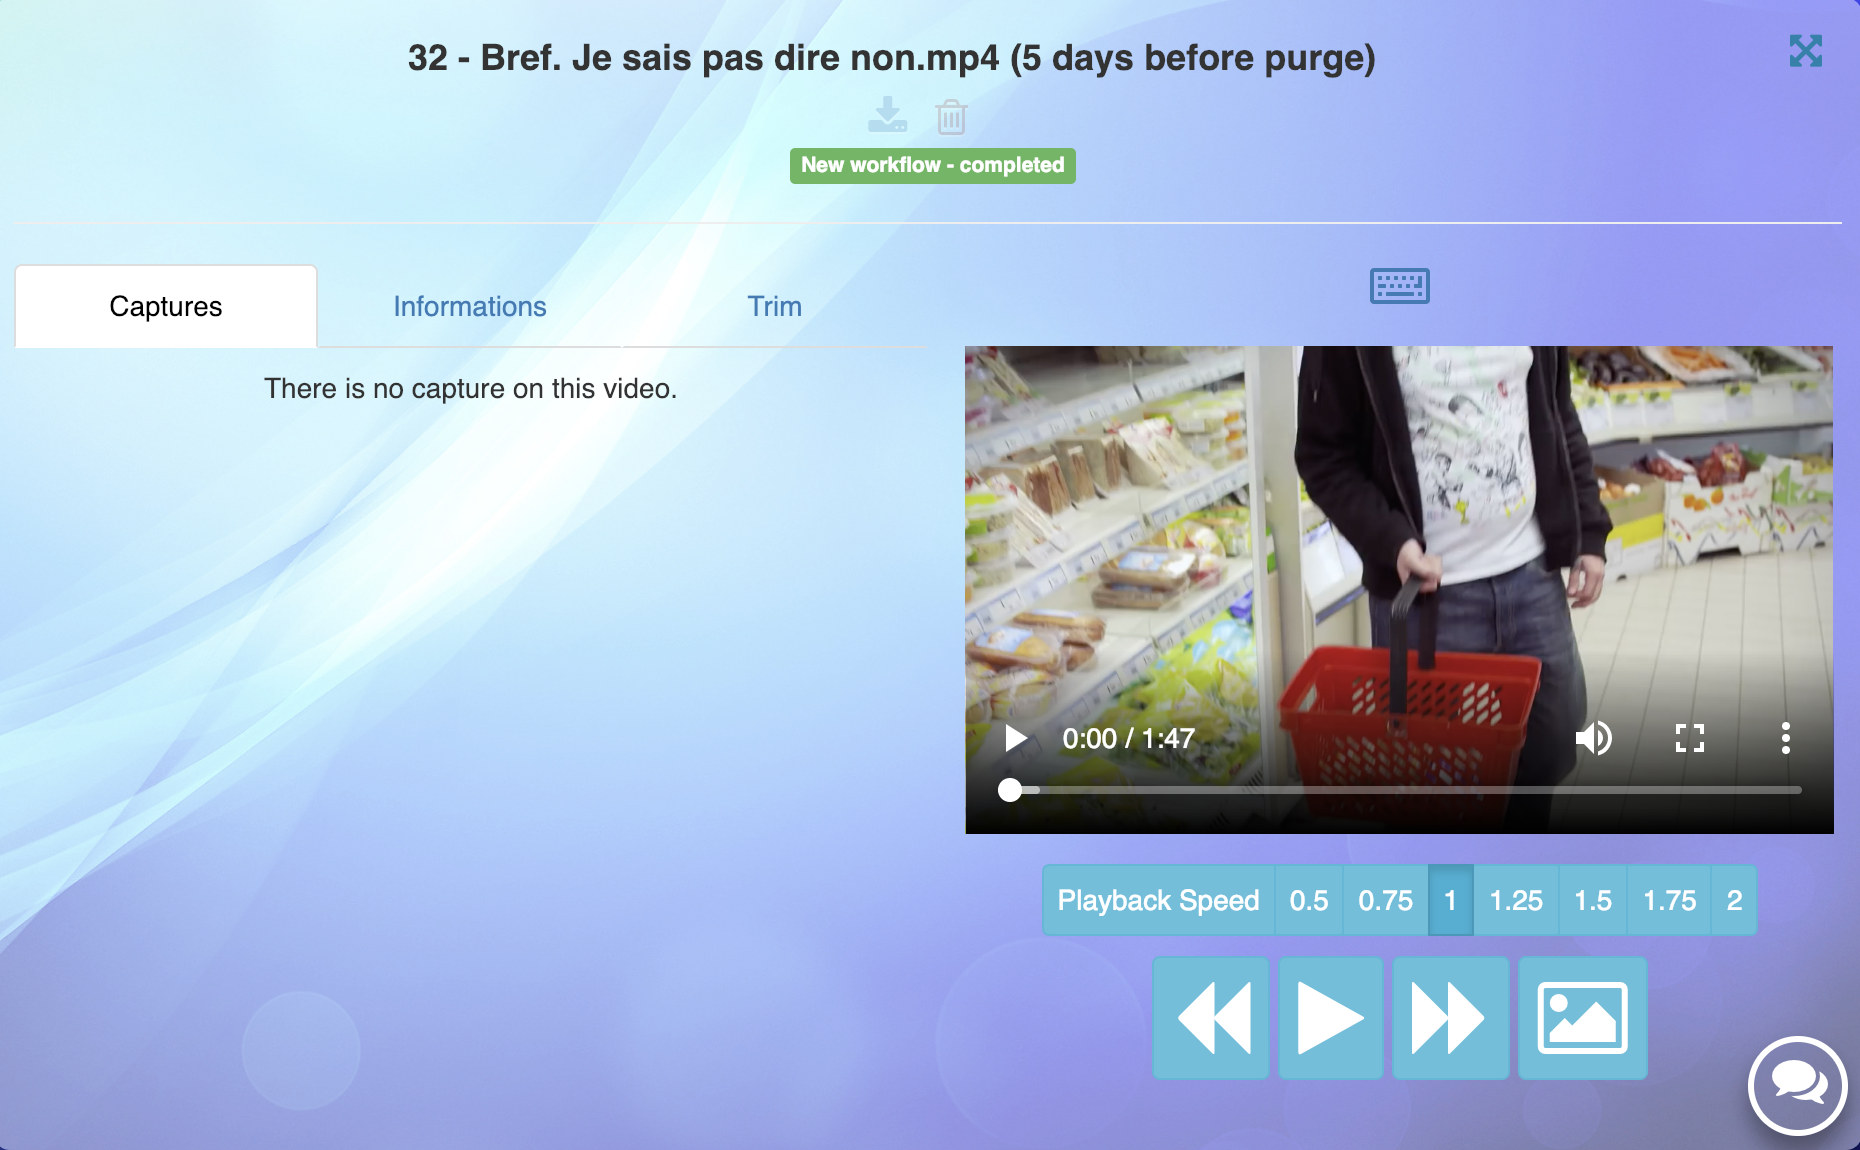 32 - Bref. Je sais pas dire non.mp4 (5 days before purge)
New workflow - completed
Captures
Informations
Trim
There is no capture on this video.
0:00 / 1:47
Playback Speed
0.5
0.75
1
1.25
1.5
1.75
2